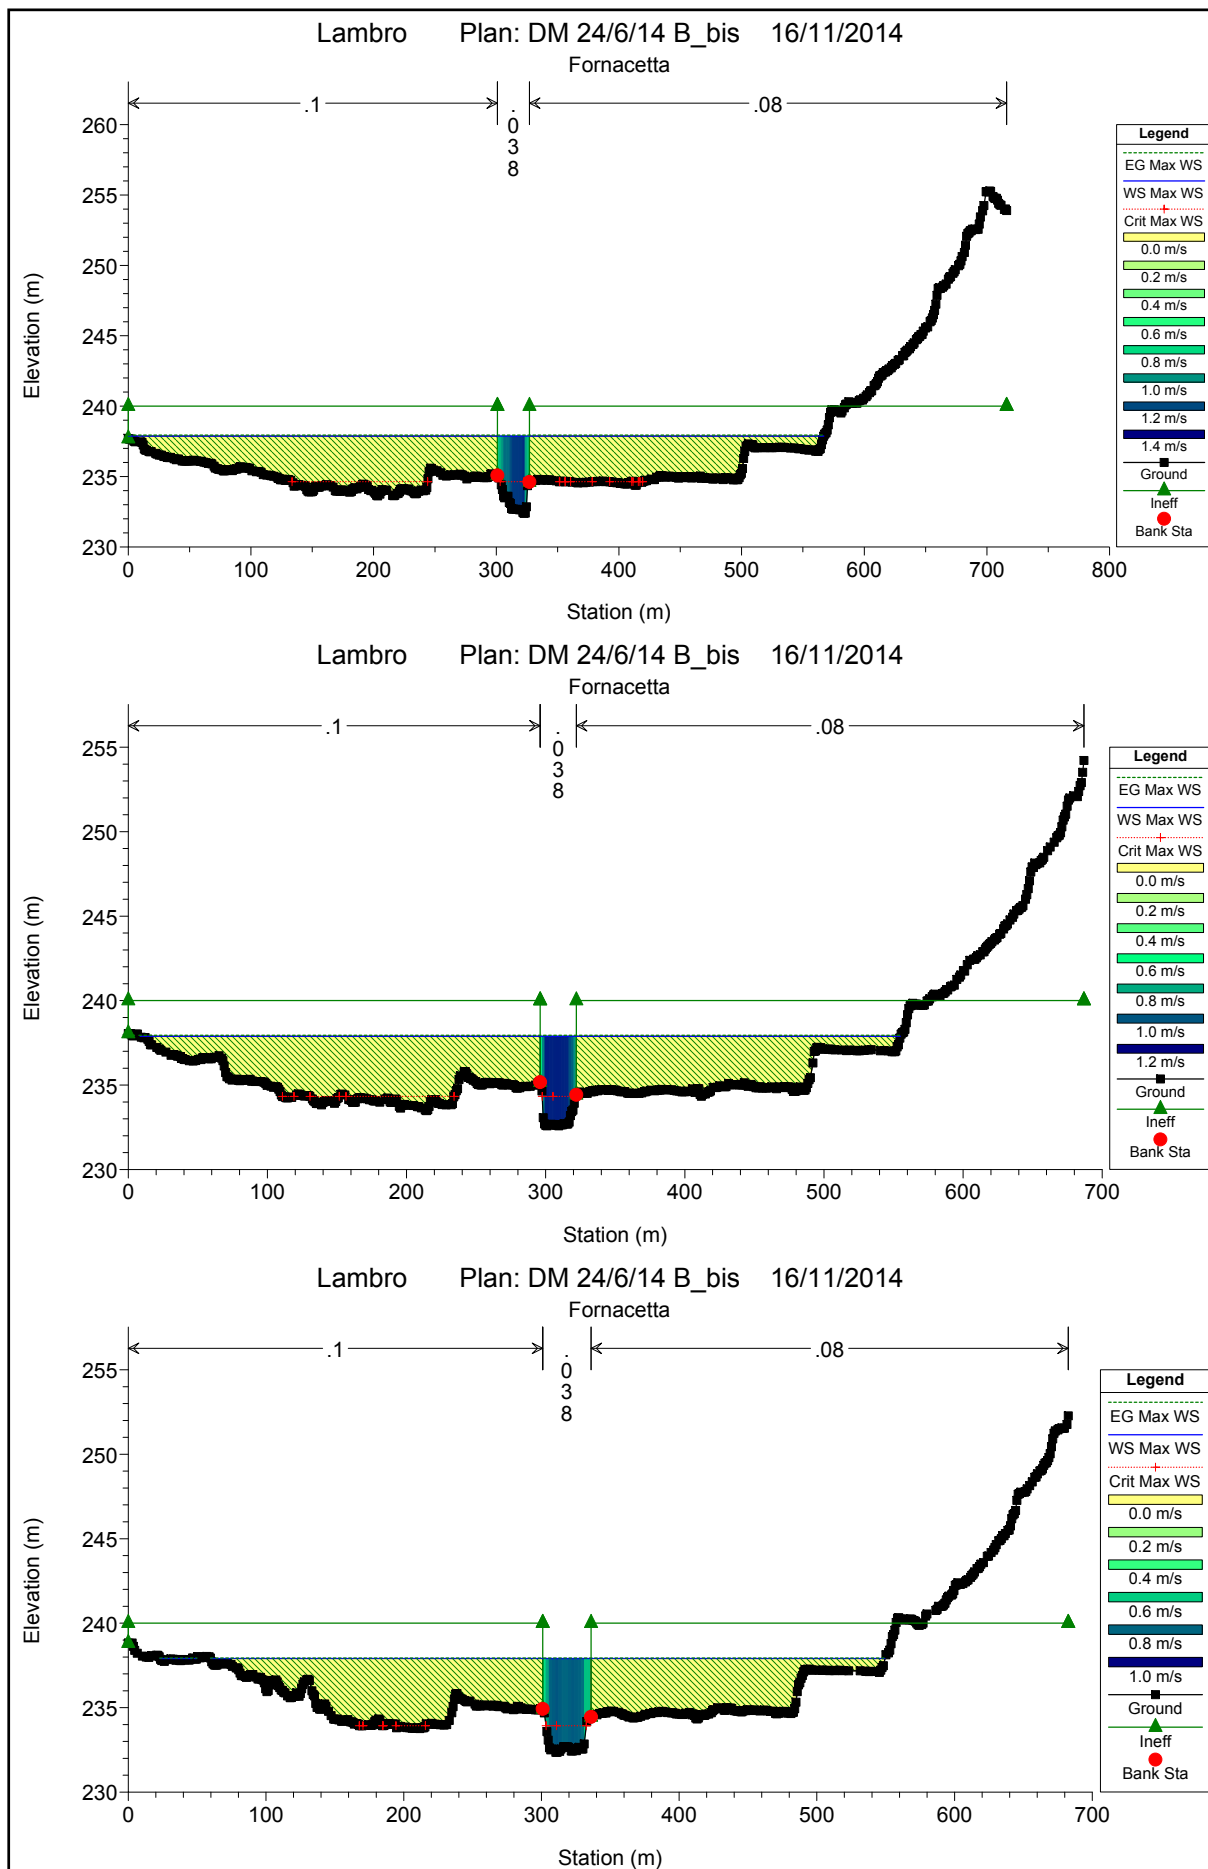 Lambro Plan: DM 24/6/14 B_bis 16/11/2014
Fornacetta
.1
.038
.08
260
255
250
245
240
235
230
Elevation (m)
0 100 200 300 400 500 600 700 800
Station (m)
Legend
EG Max WS
WS Max WS
Crit Max WS
0.0 m/s
0.2 m/s
0.4 m/s
0.6 m/s
0.8 m/s
1.0 m/s
1.2 m/s
1.4 m/s
Ground
Ineff
Bank Sta
Lambro Plan: DM 24/6/14 B_bis 16/11/2014
Fornacetta
.1
.038
.08
255
250
245
240
235
230
Elevation (m)
0 100 200 300 400 500 600 700
Station (m)
Legend
EG Max WS
WS Max WS
Crit Max WS
0.0 m/s
0.2 m/s
0.4 m/s
0.6 m/s
0.8 m/s
1.0 m/s
1.2 m/s
Ground
Ineff
Bank Sta
Lambro Plan: DM 24/6/14 B_bis 16/11/2014
Fornacetta
.1
.038
.08
255
250
245
240
235
230
Elevation (m)
0 100 200 300 400 500 600 700
Station (m)
Legend
EG Max WS
WS Max WS
Crit Max WS
0.0 m/s
0.2 m/s
0.4 m/s
0.6 m/s
0.8 m/s
1.0 m/s
Ground
Ineff
Bank Sta